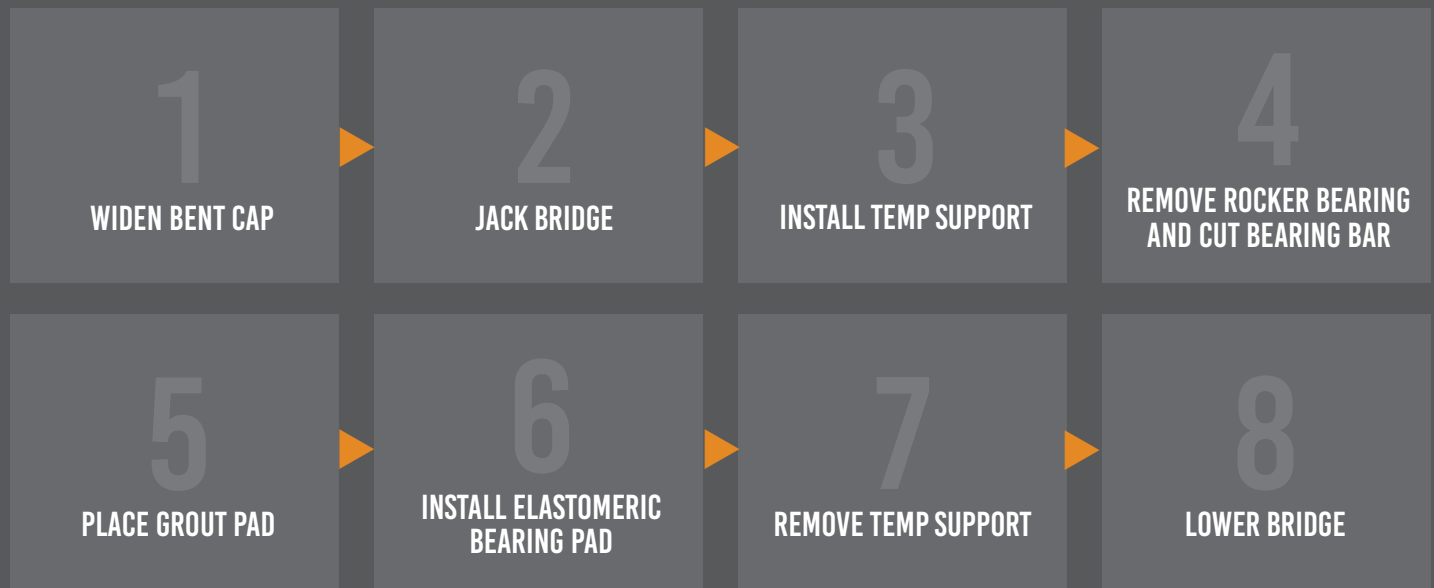 1
WIDEN BENT CAP
2
JACK BRIDGE
3
INSTALL TEMP SUPPORT
4
REMOVE ROCKER BEARING
AND CUT BEARING BAR
5
PLACE GROUT PAD
6
INSTALL ELASTOMERIC
BEARING PAD
7
REMOVE TEMP SUPPORT
8
LOWER BRIDGE